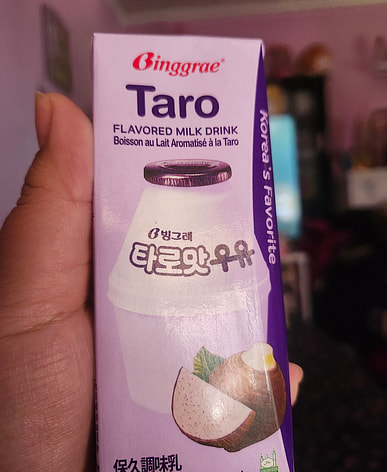 Binggrae
Taro
FLAVORED MILK DRINK
Boisson au Lait Aromatisé à la Taro
Korea's Favorite
빙그레
타로맛우유
保久調味乳